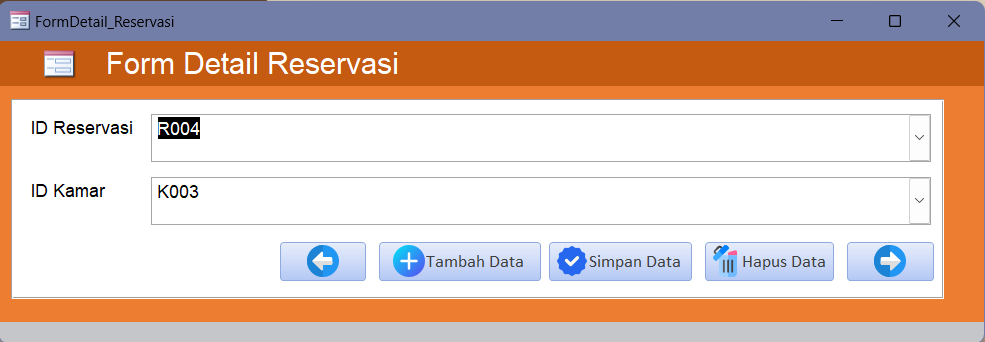 FormDetail_Reservasi
Form Detail Reservasi
ID Reservasi R004
ID Kamar K003
Tambah Data Simpan Data Hapus Data